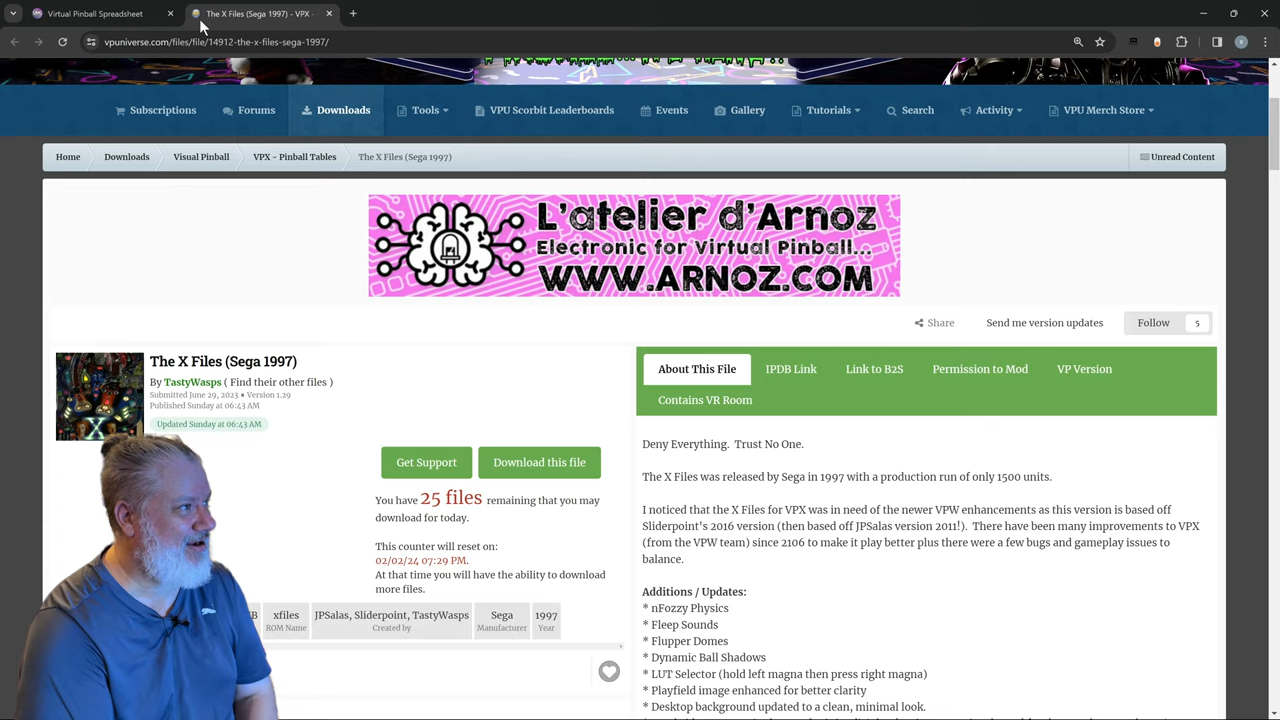 Virtual Pinball Spreadsheet
The X Files (Sega 1997) - VPX -
vpuniverse.com/files/file/14912-the-x-files-sega-1997/
Subscriptions
Forums
Downloads
Tools
VPU Scorbit Leaderboards
Events
Gallery
Tutorials
Search
Activity
VPU Merch Store
Home
Downloads
Visual Pinball
VPX - Pinball Tables
The X Files (Sega 1997)
Unread Content
L'atelier d'Arnoz
Electronic for Virtual Pinball...
WWW.ARNOZ.COM
Share
Send me version updates
Follow
5
The X Files (Sega 1997)
By TastyWasps ( Find their other files )
Submitted June 29, 2023 • Version 1.29
Published Sunday at 06:43 AM
Updated Sunday at 06:43 AM
X
Get Support
Download this file
You have 25 files remaining that you may
download for today.
This counter will reset on:
02/02/24 07:29 PM.
At that time you will have the ability to download
more files.
B
xfiles
ROM Name
JPSalas, Sliderpoint, TastyWasps
Created by
Sega
Manufacturer
1997
Year
About This File
IPDB Link
Link to B2S
Permission to Mod
VP Version
Contains VR Room
Deny Everything. Trust No One.
The X Files was released by Sega in 1997 with a production run of only 1500 units.
I noticed that the X Files for VPX was in need of the newer VPW enhancements as this version is based off
Sliderpoint's 2016 version (then based off JPSalas version 2011!). There have been many improvements to VPX
(from the VPW team) since 2106 to make it play better plus there were a few bugs and gameplay issues to
balance.
Additions / Updates:
* nFozzy Physics
* Fleep Sounds
* Flupper Domes
* Dynamic Ball Shadows
* LUT Selector (hold left magna then press right magna)
* Playfield image enhanced for better clarity
* Desktop background updated to a clean, minimal look.